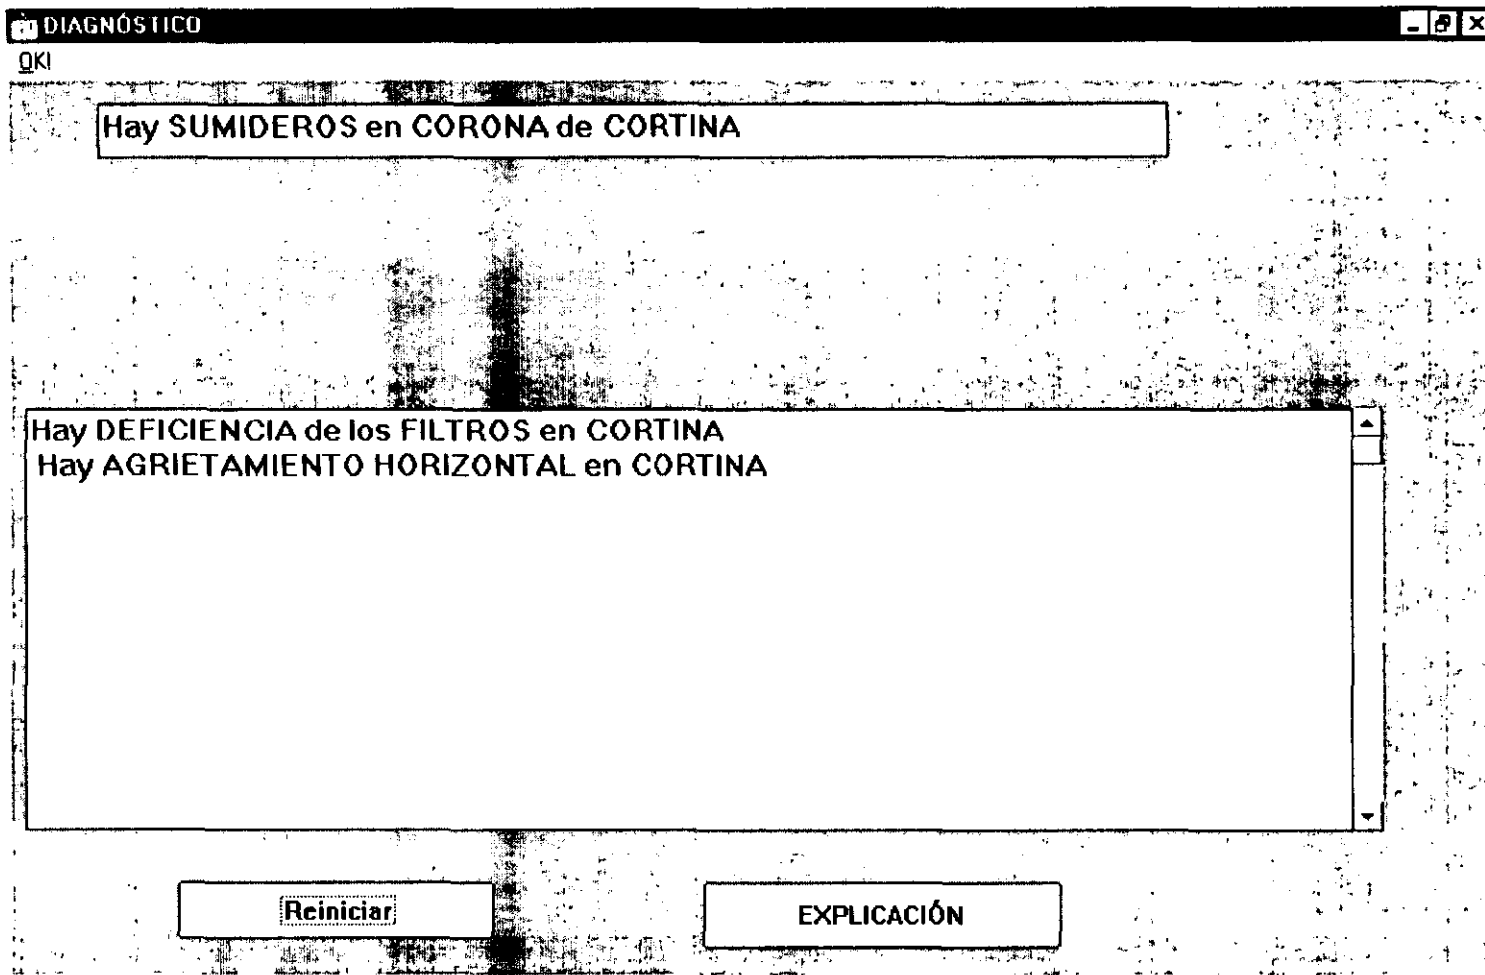 DIAGNÓSTICO
OK!
Hay SUMIDEROS en CORONA de CORTINA
Hay DEFICIENCIA de los FILTROS en CORTINA
Hay AGRIETAMIENTO HORIZONTAL en CORTINA
Reiniciar
EXPLICACIÓN